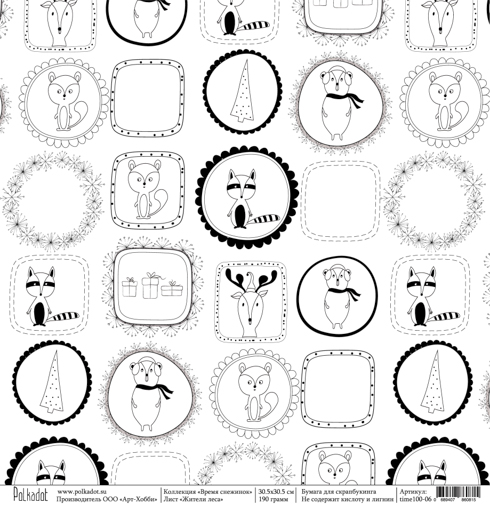 Polkadot
www.polkadot.su
Производитель ООО «Арт-Хобби»
Коллекция «Время снежинок»
Лист «Жители леса»
30.5x30.5 см
190 грамм
Бумага для скрапбукинга
Не содержит кислоту и лигнин
Артикул:
time100-06